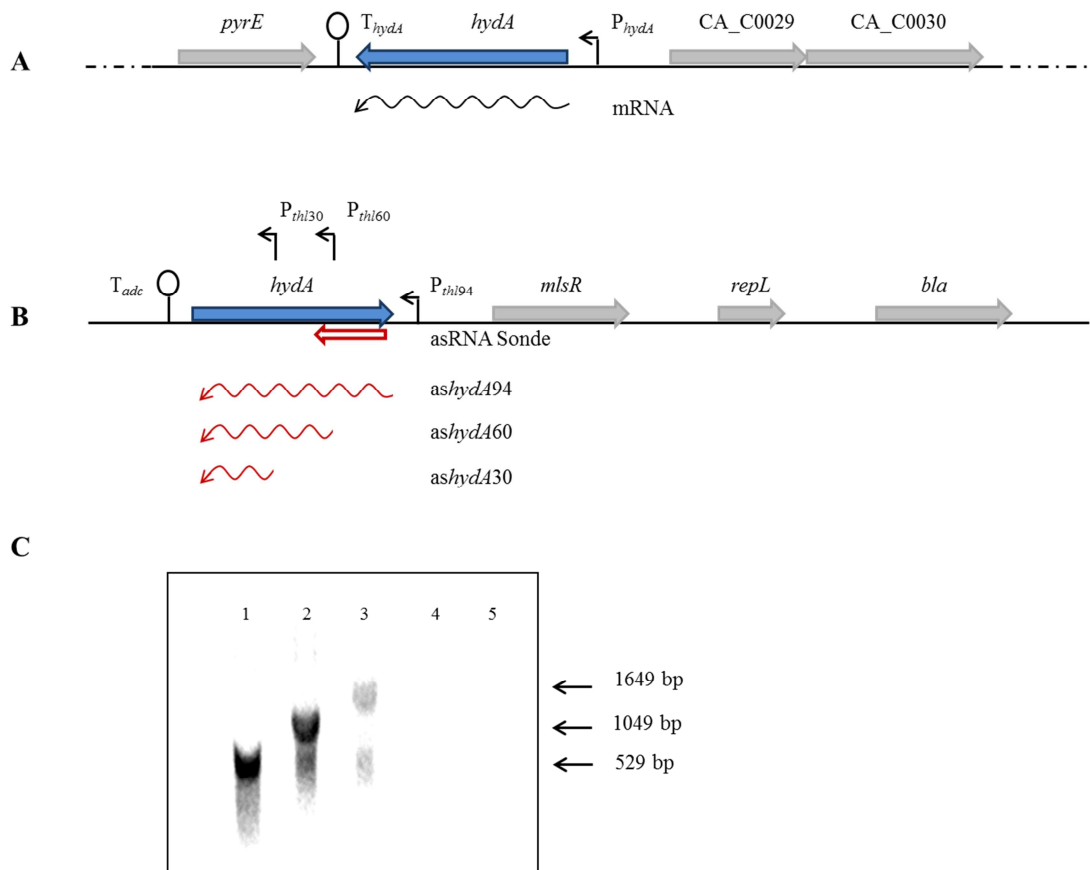 A
pyrE
ThydA
hydA
PhydA
CA_C0029
CA_C0030
mRNA
B
Pthl30
Pthl60
Tadc
hydA
Pthl94
mlsR
repL
bla
asRNA Sonde
ashydA94
ashydA60
ashydA30
C
1 2 3 4 5
1649 bp
1049 bp
529 bp